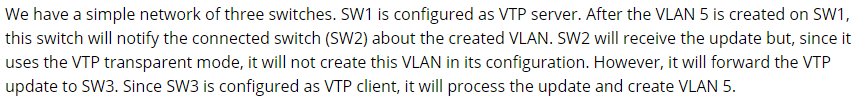 We have a simple network of three switches. SW1 is configured as VTP server. After the VLAN 5 is created on SW1,
this switch will notify the connected switch (SW2) about the created VLAN. SW2 will receive the update but, since it
uses the VTP transparent mode, it will not create this VLAN in its configuration. However, it will forward the VTP
update to SW3. Since SW3 is configured as VTP client, it will process the update and create VLAN 5.